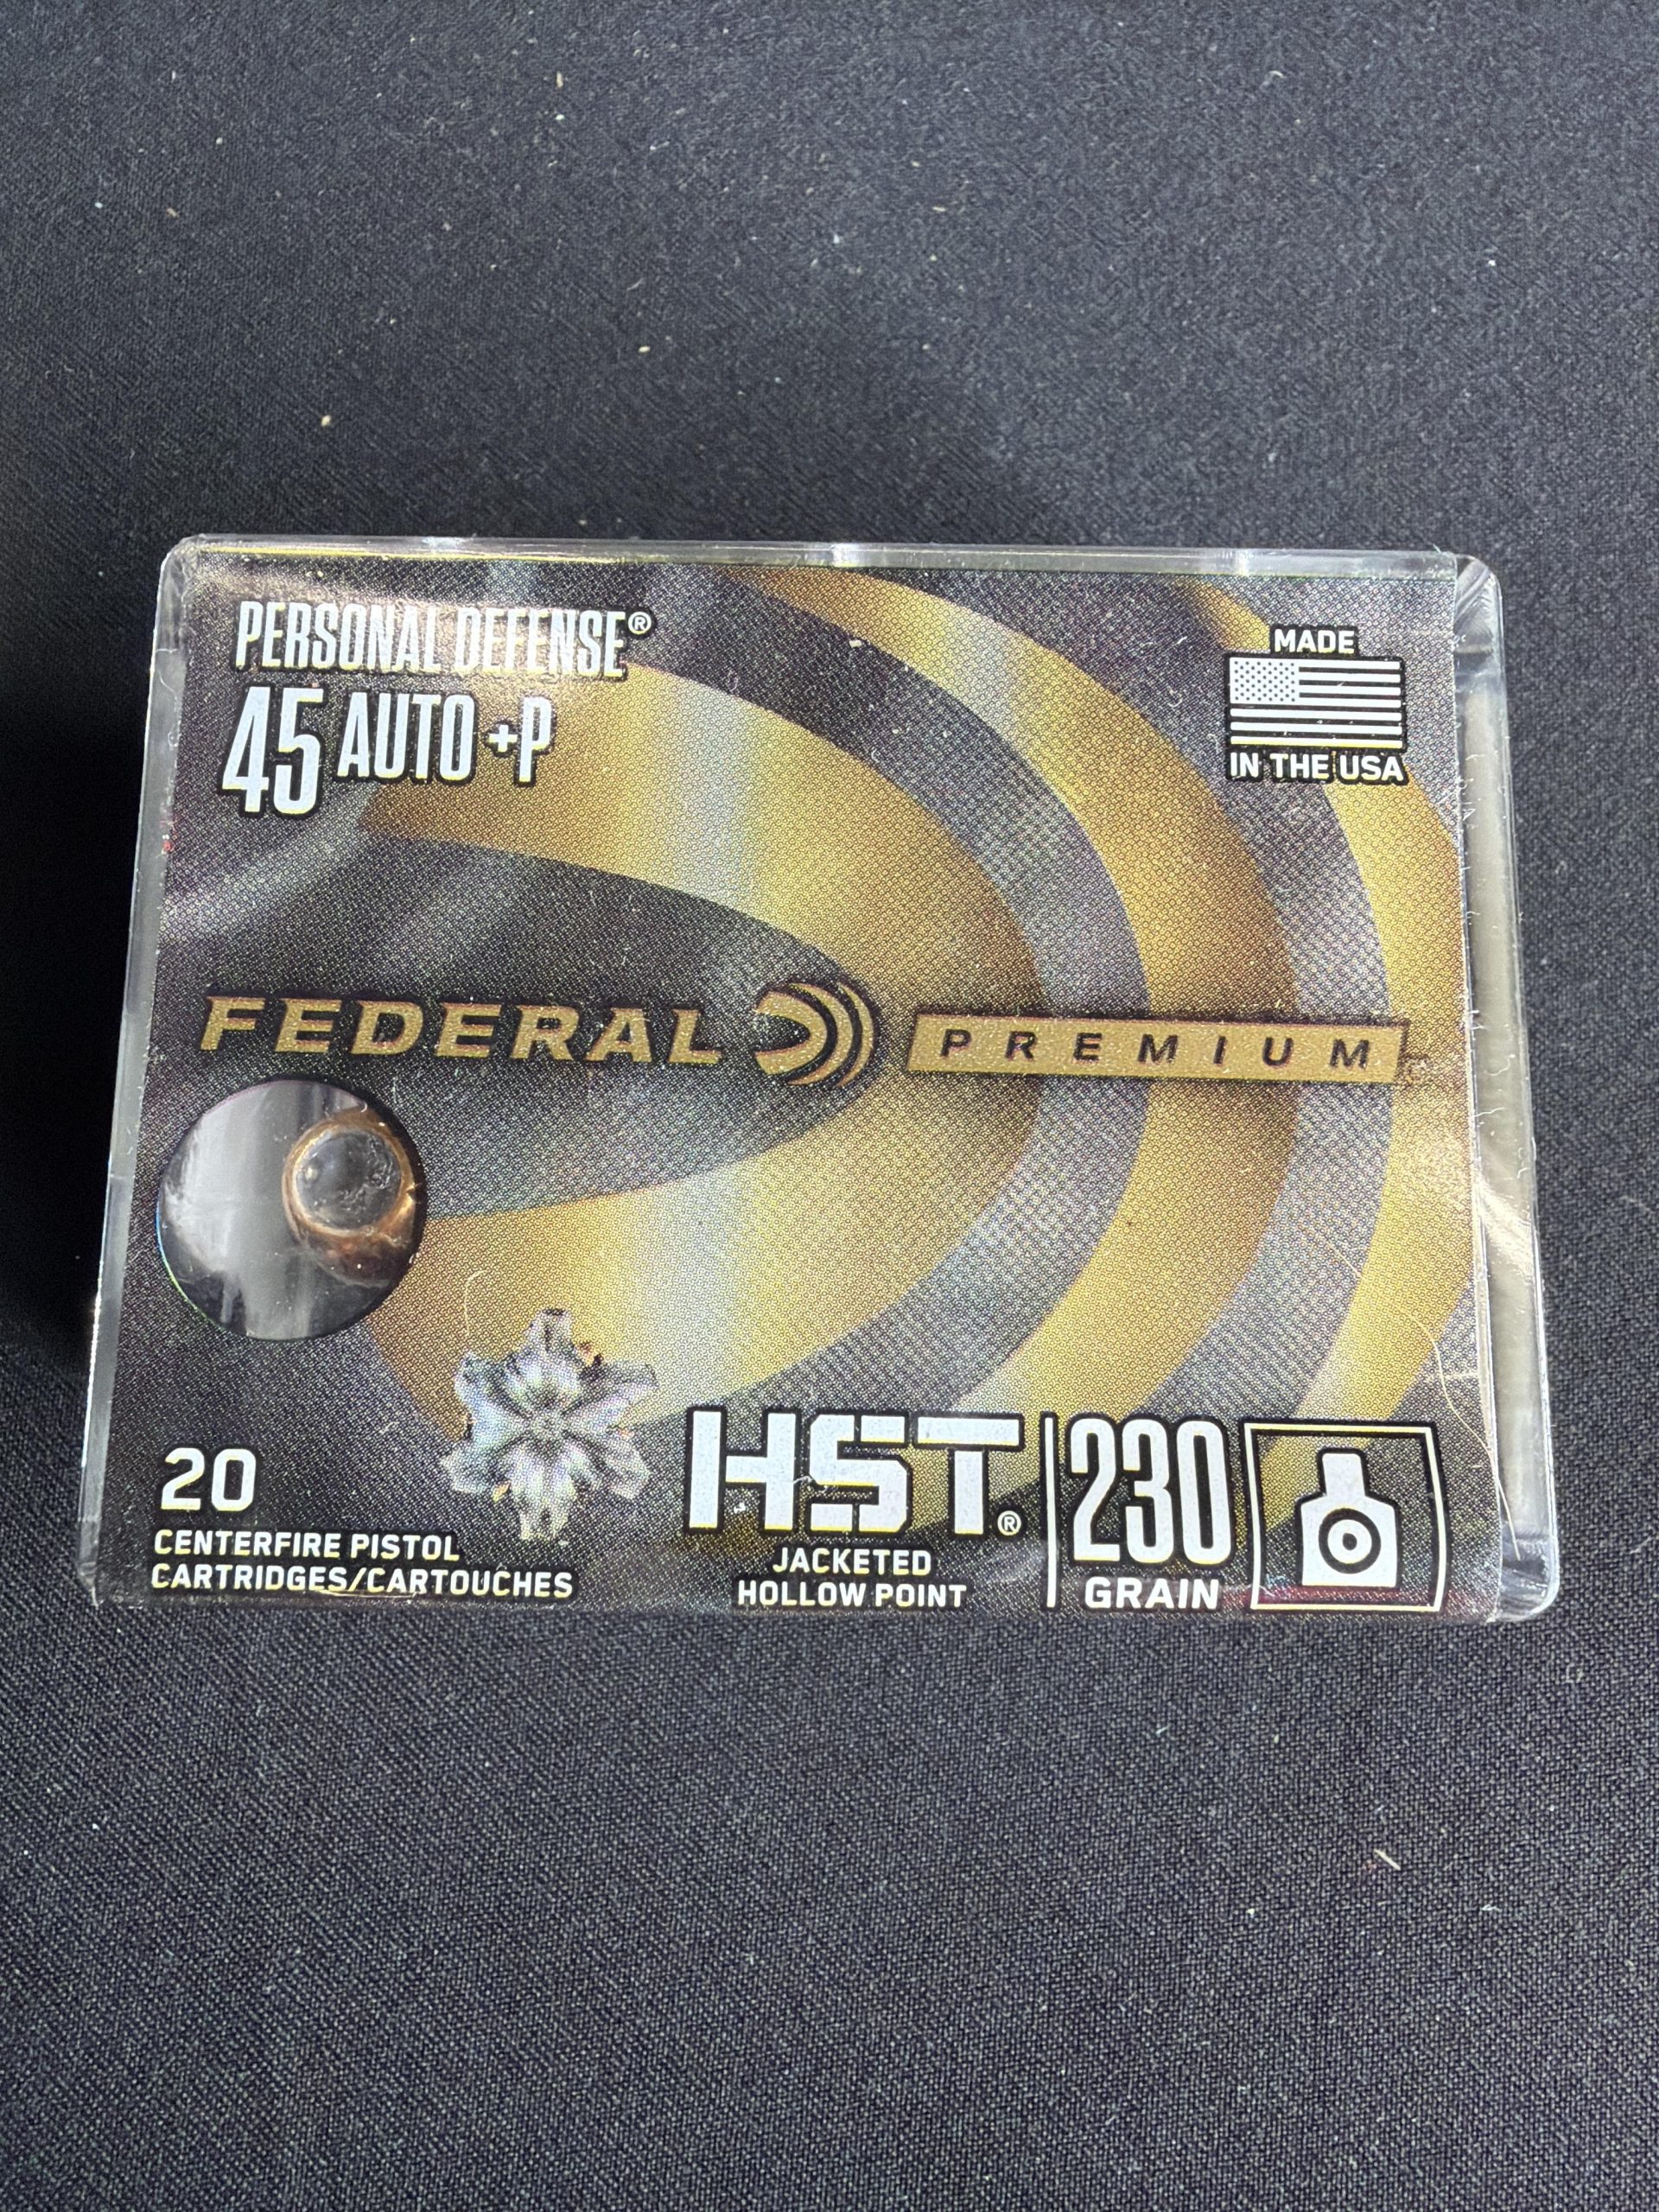 PERSONAL DEFENSE®
45 AUTO +P
MADE
IN THE USA
FEDERAL PREMIUM
20
CENTERFIRE PISTOL
CARTRIDGES/CARTOUCHES
HST®
JACKETED
HOLLOW POINT
230
GRAIN